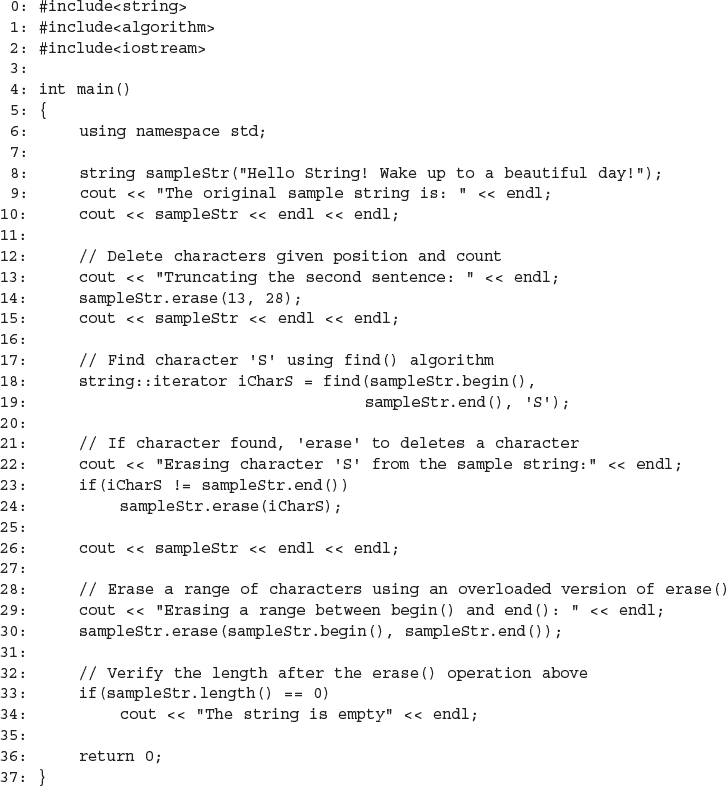 0: #include<string>
1: #include<algorithm>
2: #include<iostream>
3:
4: int main()
5: {
6:     using namespace std;
7:
8:     string sampleStr("Hello String! Wake up to a beautiful day!");
9:     cout << "The original sample string is: " << endl;
10:     cout << sampleStr << endl << endl;
11:
12:     // Delete characters given position and count
13:     cout << "Truncating the second sentence: " << endl;
14:     sampleStr.erase(13, 28);
15:     cout << sampleStr << endl << endl;
16:
17:     // Find character 'S' using find() algorithm
18:     string::iterator iCharS = find(sampleStr.begin(),
19:                                  sampleStr.end(), 'S');
20:
21:     // If character found, 'erase' to deletes a character
22:     cout << "Erasing character 'S' from the sample string:" << endl;
23:     if(iCharS != sampleStr.end())
24:         sampleStr.erase(iCharS);
25:
26:     cout << sampleStr << endl << endl;
27:
28:     // Erase a range of characters using an overloaded version of erase()
29:     cout << "Erasing a range between begin() and end(): " << endl;
30:     sampleStr.erase(sampleStr.begin(), sampleStr.end());
31:
32:     // Verify the length after the erase() operation above
33:     if(sampleStr.length() == 0)
34:         cout << "The string is empty" << endl;
35:
36:     return 0;
37: }